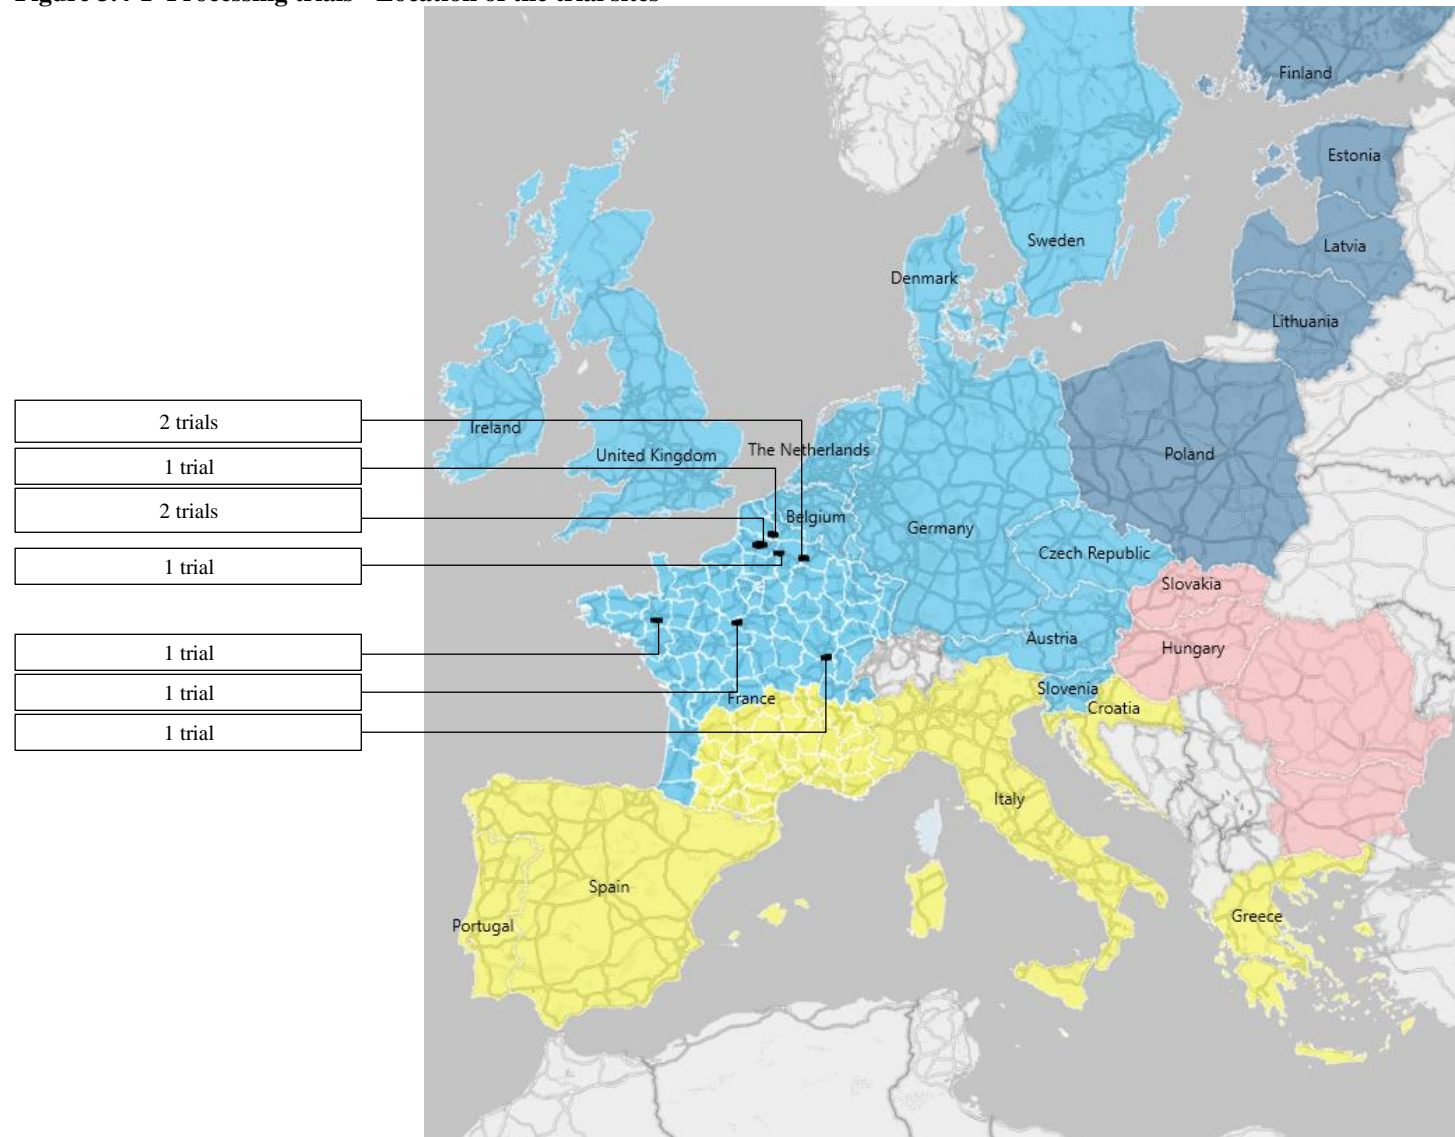 Figure 3.4-1 Processing trials - Location of the trial sites
Finland
Estonia
Sweden
Latvia
Denmark
Lithuania
2 trials
Ireland
United Kingdom
The Netherlands
Poland
1 trial
2 trials
Belgium
Germany
Czech Republic
1 trial
Slovakia
Austria
Hungary
1 trial
1 trial
France
Slovenia
Croatia
1 trial
Italy
Spain
Portugal
Greece